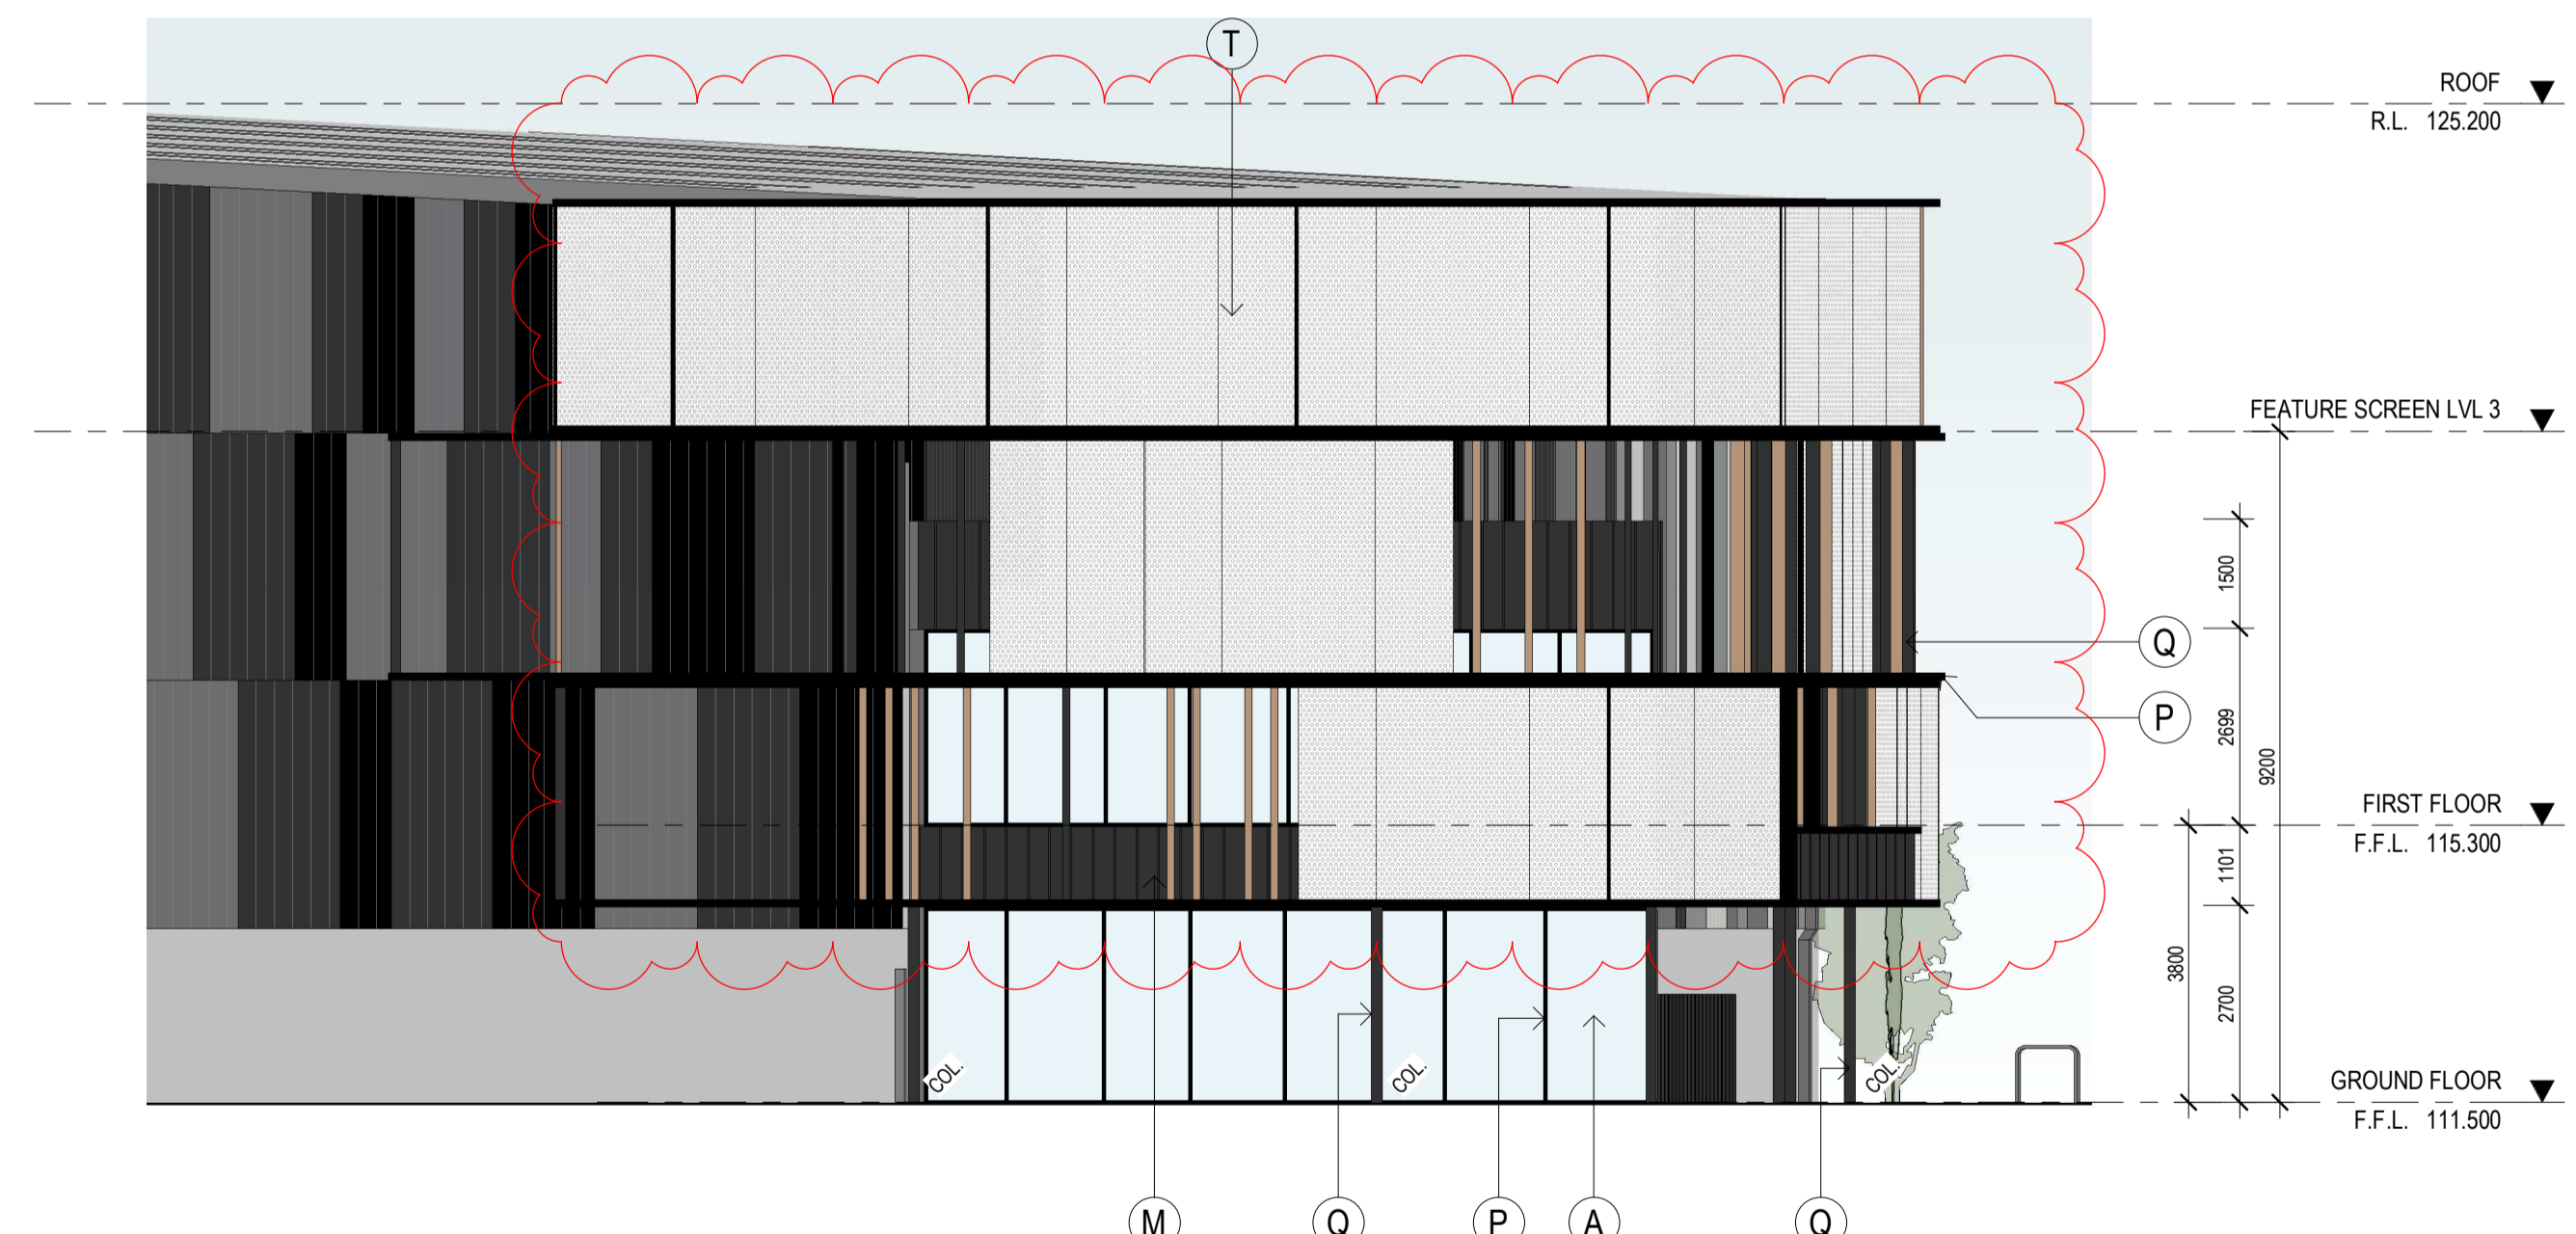 T
ROOF
R.L. 125.200
FEATURE SCREEN LVL 3
1500
Q
P
2699
9200
FIRST FLOOR
F.F.L. 115.300
1101
3800
2700
COL.
COL.
COL.
GROUND FLOOR
F.F.L. 111.500
M
Q
P
A
Q